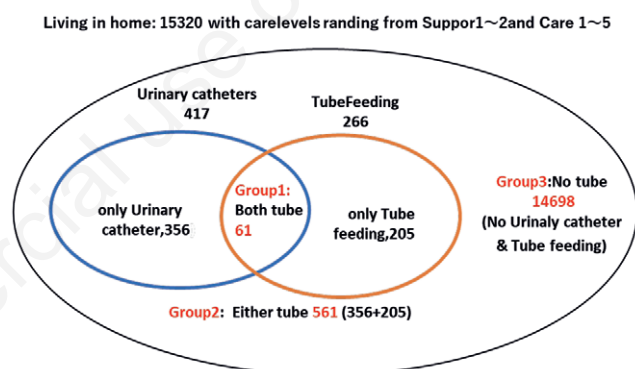 Living in home: 15320 with carelevels randing from Suppor1~2and Care 1~5
Urinary catheters
417
TubeFeeding
266
only Urinary
catheter,356
Group1:
Both tube
61
only Tube
feeding,205
Group3:No tube
14698
(No Urinaly catheter
& Tube feeding)
Group2: Either tube 561 (356+205)